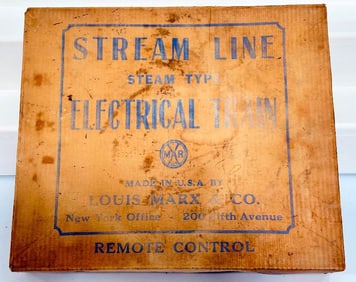 STREAM LINE
STEAM TYPE
ELECTRICAL TRAIN
MAR
MADE IN U.S.A. BY
LOUIS MARX & CO.
New York Office - 200 Fifth Avenue
REMOTE CONTROL